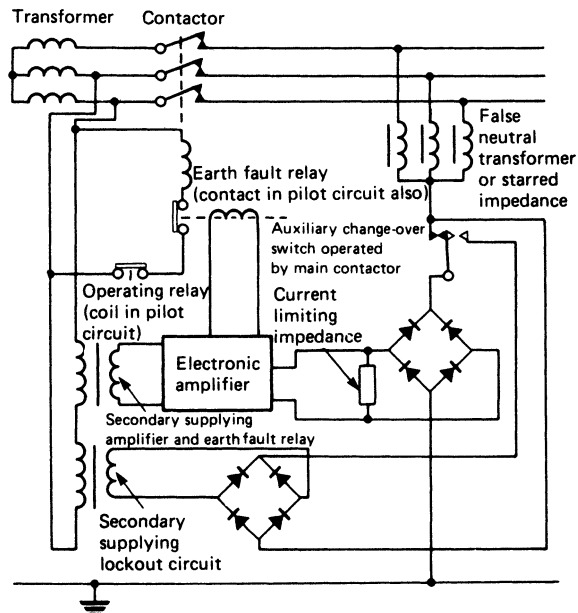 Transformer
Contactor
False
neutral
transformer
or starred
impedance
Earth fault relay
(contact in pilot circuit also)
Auxiliary change-over
switch operated
by main contactor
Operating relay
(coil in pilot
circuit)
Current
limiting
impedance
Electronic
amplifier
Secondary supplying
amplifier and earth fault relay
Secondary
supplying
lockout circuit